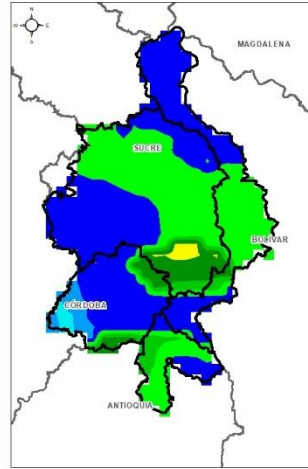 N
W E
S
MAGDALENA
SUCRE
BOLIVAR
CÓRDOBA
ANTIOQUIA